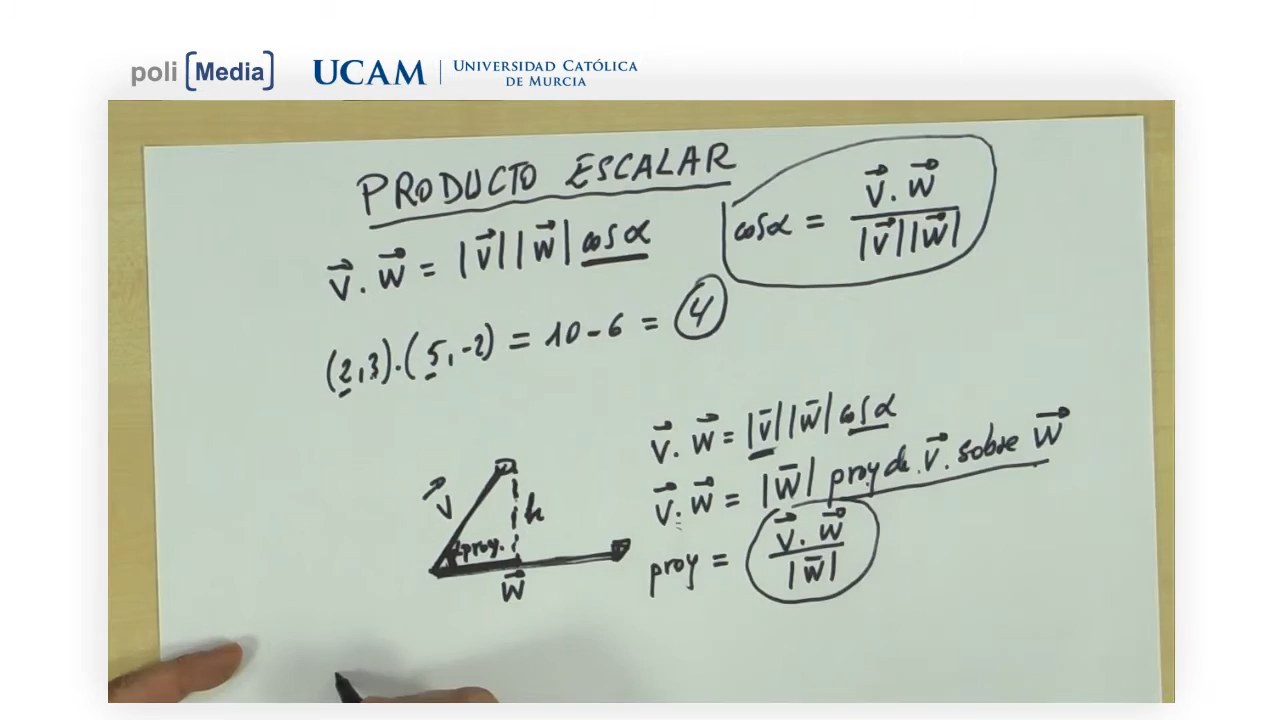 poli [Media] UCAM UNIVERSIDAD CATÓLICA
DE MURCIA
PRODUCTO ESCALAR
v⃗ . w⃗ = |v⃗| |w⃗| cos α
cos α = v⃗ . w⃗ / |v⃗| |w⃗|
(2,3).(5,-2) = 10-6 = 4
v⃗ . w⃗ = |v̄| |w̄| cos α
v⃗ . w⃗ = |w̄| proy de v⃗ . sobre w⃗
proy = v⃗ . w⃗ / |w̄|
v⃗
h
α proy.
w⃗